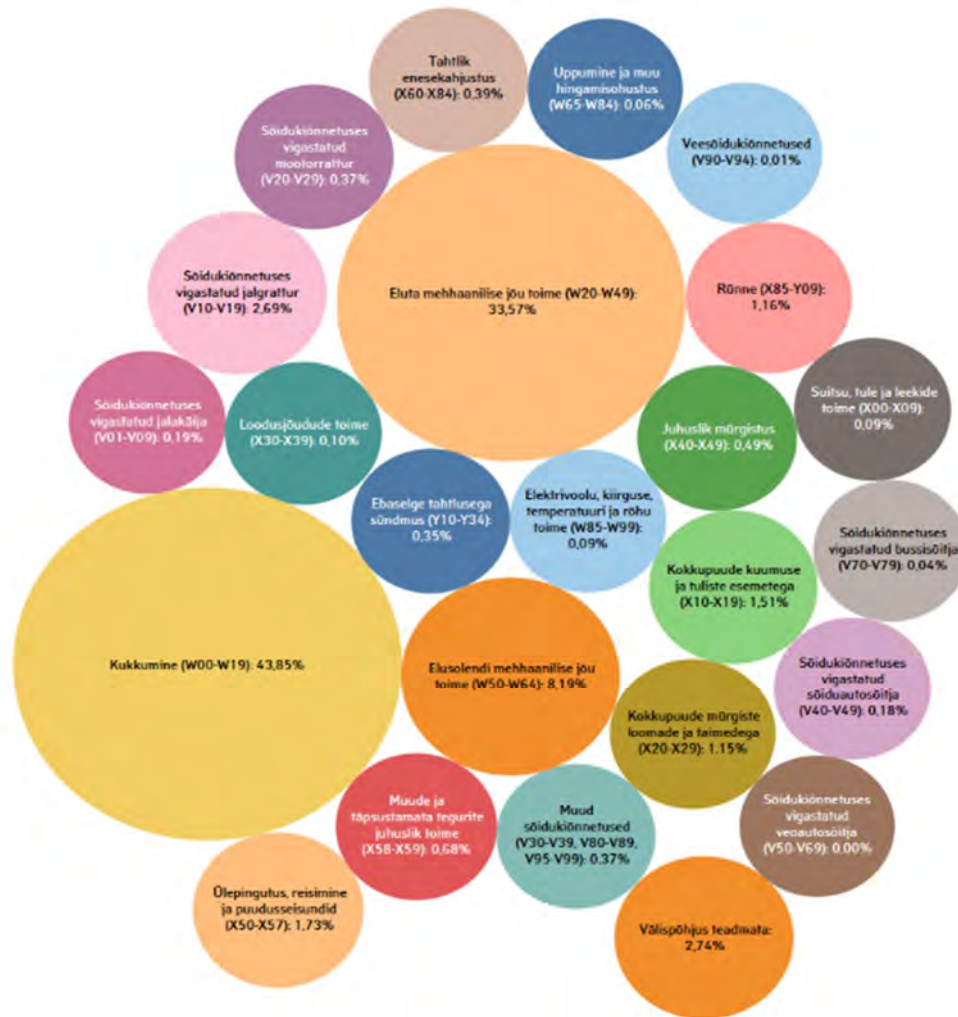 Tahtlik
enesekahjustus
(X60-X84): 0,39%
Uppumine ja muu
hingamisohustus
(W65-W84): 0,06%
Sõidukiõnnetuses
vigastatud
mootorrattur
(V20-V29): 0,37%
Veesõidukiõnnetused
(V90-V94): 0,01%
Sõidukiõnnetuses
vigastatud jalgrattur
(V10-V19): 2,69%
Eluta mehhaanilise jõu toime (W20-W49):
33,57%
Rünne (X85-Y09):
1,16%
Sõidukiõnnetuses
vigastatud jalakäija
(V01-V09): 0,19%
Loodusjõudude toime
(X30-X39): 0,10%
Juhuslik mürgistus
(X40-X49): 0,49%
Suitsu, tule ja leekide
toime (X00-X09):
0,09%
Ebaselge tahtlusega
sündmus (Y10-Y34):
0,35%
Elektrivoolu, kiirguse,
temperatuuri ja rõhu
toime (W85-W99):
0,09%
Kokkupuude kuumuse
ja tuliste esemetega
(X10-X19): 1,51%
Sõidukiõnnetuses
vigastatud bussisõitja
(V70-V79): 0,04%
Kukkumine (W00-W19): 43,85%
Elusolendi mehhaanilise jõu
toime (W50-W64): 8,19%
Kokkupuude mürgiste
loomade ja taimedega
(X20-X29): 1,15%
Sõidukiõnnetuses
vigastatud
sõiduautosõitja
(V40-V49): 0,18%
Muude ja
täpsustamata tegurite
juhuslik toime
(X58-X59): 0,68%
Muud
sõidukiõnnetused
(V30-V39, V80-V89,
V95-V99): 0,37%
Sõidukiõnnetuses
vigastatud
veoautosõitja
(V50-V69): 0,00%
Ülepingutus, reisimine
ja puudusseisundid
(X50-X57): 1,73%
Välispõhjus teadmata:
2,74%